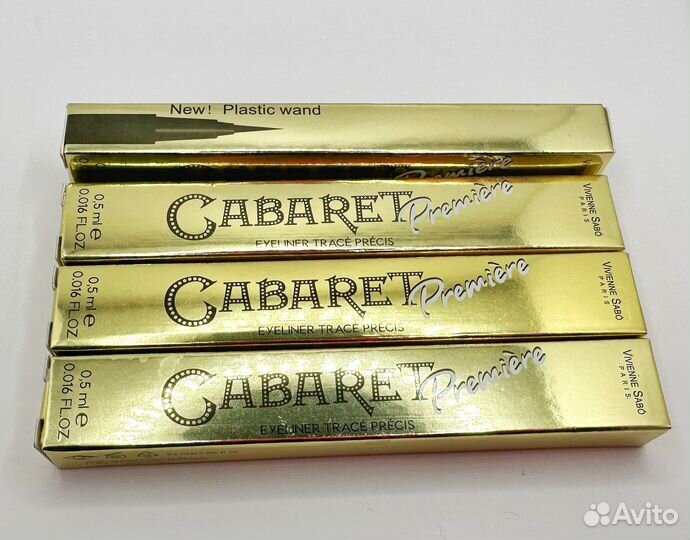 New! Plastic wand
Première
0,5 ml e
0.016 FL.OZ
CABARET Première
EYELINER TRACÉ PRÉCIS
VIVIENNE SABÓ
PARIS
0,5 ml e
0.016 FL.OZ
CABARET Première
EYELINER TRACÉ PRÉCIS
VIVIENNE SABÓ
PARIS
0,5 ml e
0.016 FL.OZ
CABARET Première
EYELINER TRACÉ PRÉCIS
VIVIENNE SABÓ
PARIS
Avito